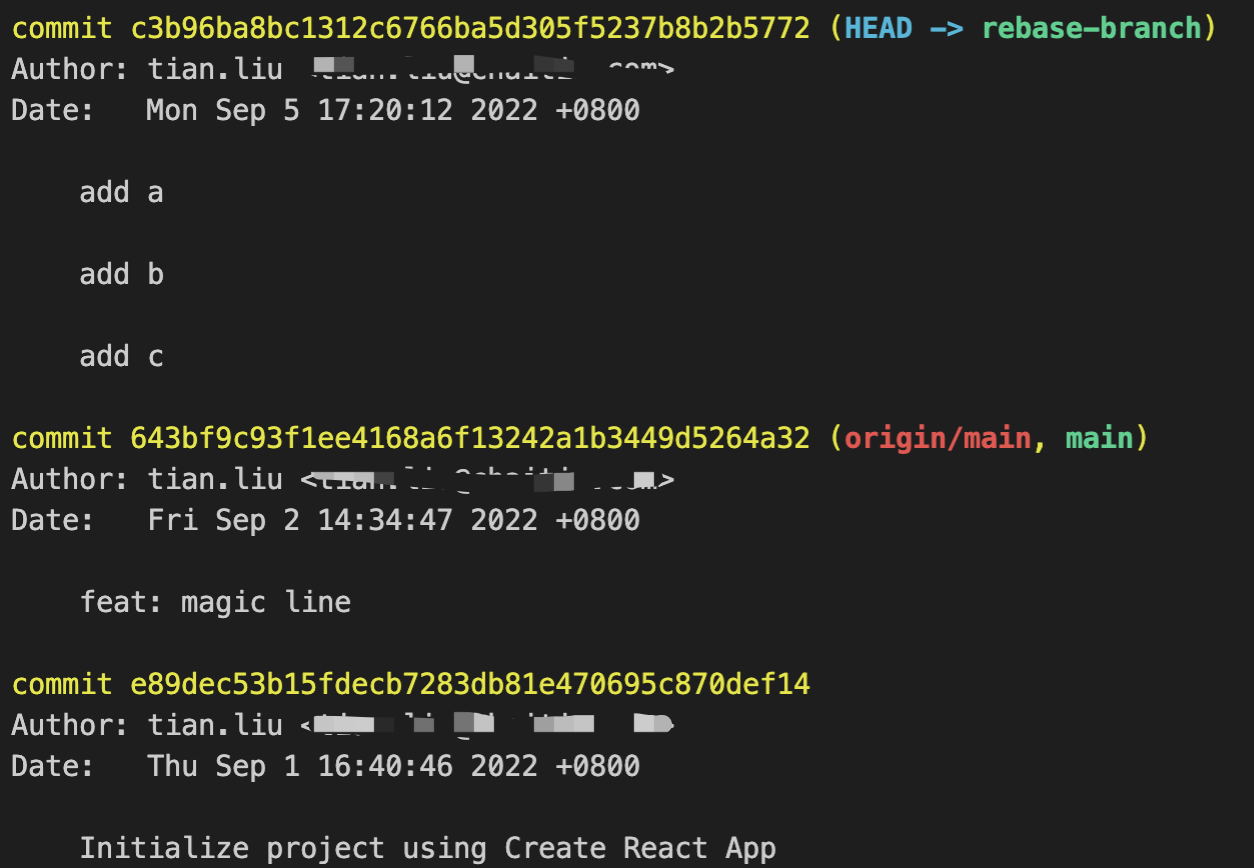 commit c3b96ba8bc1312c6766ba5d305f5237b8b2b5772 (HEAD -> rebase-branch)
Author: tian.liu
Date:   Mon Sep 5 17:20:12 2022 +0800
add a
add b
add c
commit 643bf9c93f1ee4168a6f13242a1b3449d5264a32 (origin/main, main)
Author: tian.liu
Date:   Fri Sep 2 14:34:47 2022 +0800
feat: magic line
commit e89dec53b15fdecb7283db81e470695c870def14
Author: tian.liu
Date:   Thu Sep 1 16:40:46 2022 +0800
Initialize project using Create React App